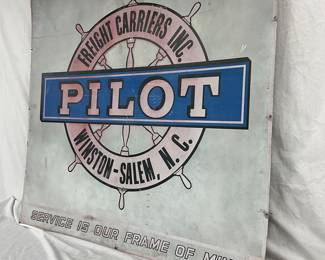 FREIGHT CARRIERS INC.
PILOT
WINSTON-SALEM, N. C.
SERVICE IS OUR FRAME OF